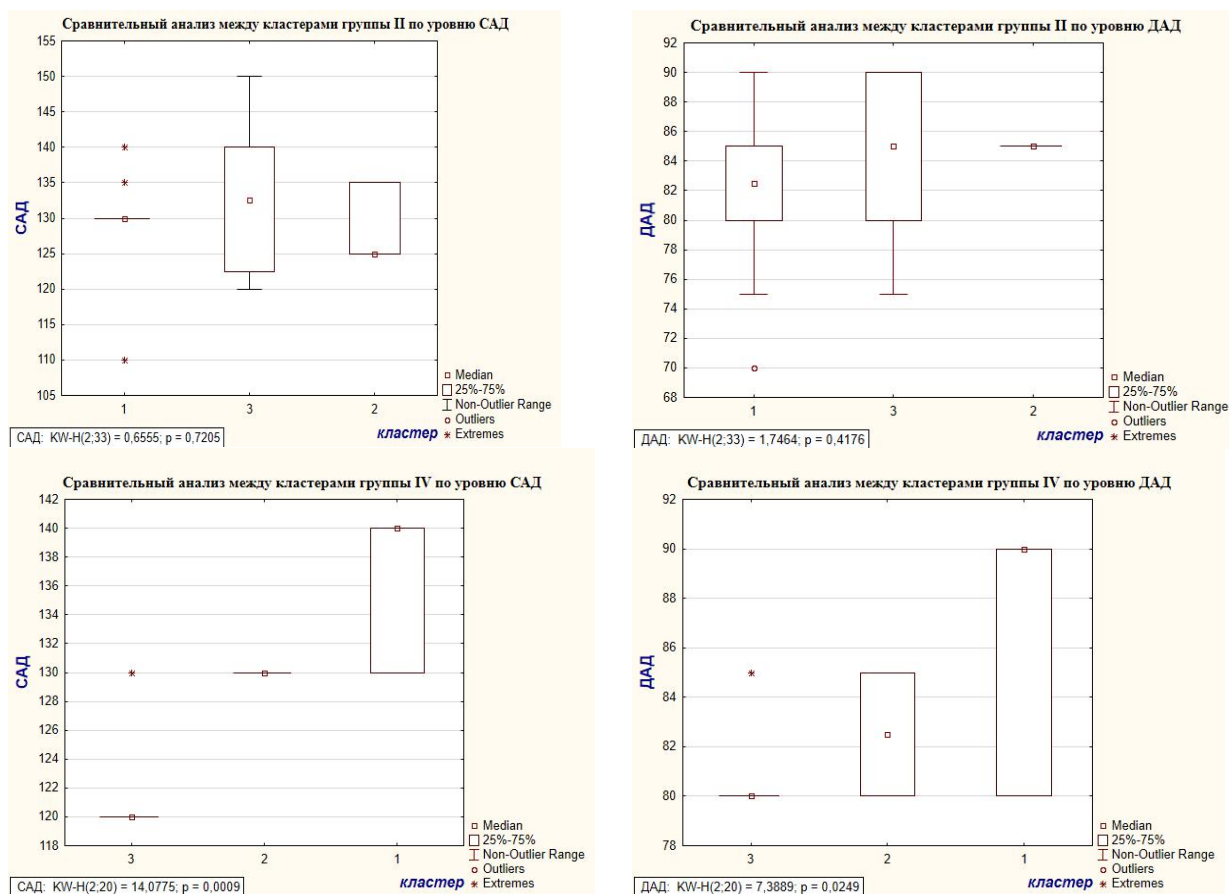 Сравнительный анализ между кластерами группы II по уровню САД
155
150
145
140
135
130
125
120
115
110
105
САД
1
3
2
кластер
Median
25%-75%
Non-Outlier Range
Outliers
Extremes
САД: KW-H(2;33) = 0,6555; p = 0,7205
Сравнительный анализ между кластерами группы II по уровню ДАД
92
90
88
86
84
82
80
78
76
74
72
70
68
ДАД
1
3
2
кластер
Median
25%-75%
Non-Outlier Range
Outliers
Extremes
ДАД: KW-H(2;33) = 1,7464; p = 0,4176
Сравнительный анализ между кластерами группы IV по уровню САД
142
140
138
136
134
132
130
128
126
124
122
120
118
САД
3
2
1
кластер
Median
25%-75%
Non-Outlier Range
Outliers
Extremes
САД: KW-H(2;20) = 14,0775; p = 0,0009
Сравнительный анализ между кластерами группы IV по уровню ДАД
92
90
88
86
84
82
80
78
ДАД
3
2
1
кластер
Median
25%-75%
Non-Outlier Range
Outliers
Extremes
ДАД: KW-H(2;20) = 7,3889; p = 0,0249